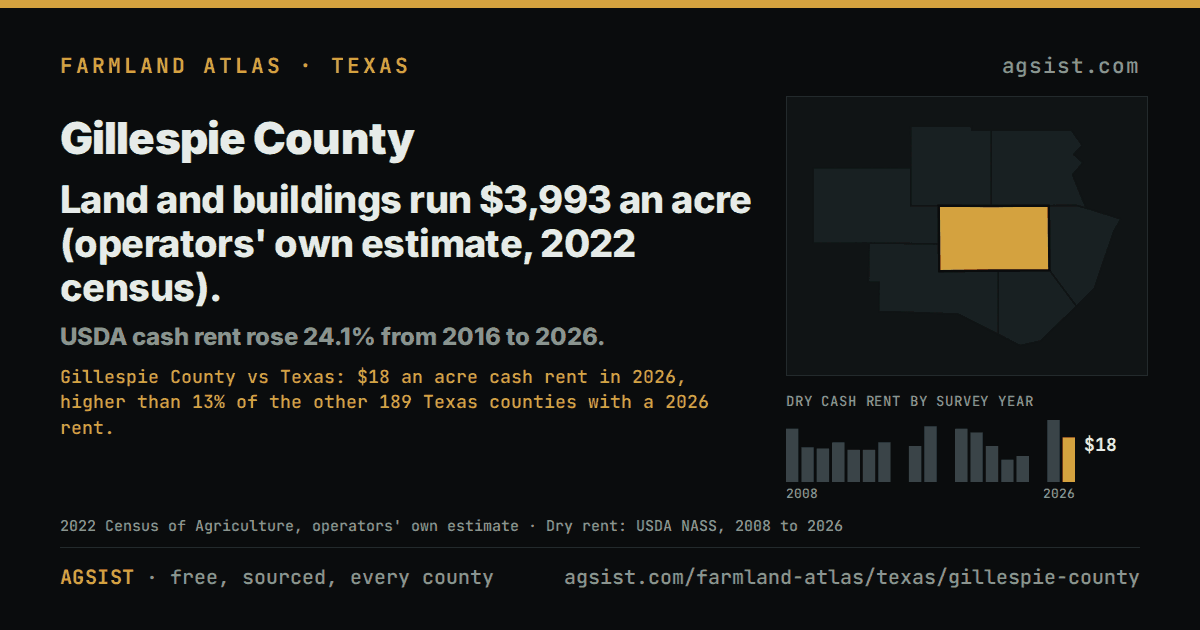 FARMLAND ATLAS · TEXAS
agsist.com
Gillespie County
Land and buildings run $3,993 an acre
(operators' own estimate, 2022
census).
USDA cash rent rose 24.1% from 2016 to 2026.
Gillespie County vs Texas: $18 an acre cash rent in 2026,
higher than 13% of the other 189 Texas counties with a 2026
rent.
DRY CASH RENT BY SURVEY YEAR
$18
2008
2026
2022 Census of Agriculture, operators' own estimate · Dry rent: USDA NASS, 2008 to 2026
AGSIST · free, sourced, every county
agsist.com/farmland-atlas/texas/gillespie-county